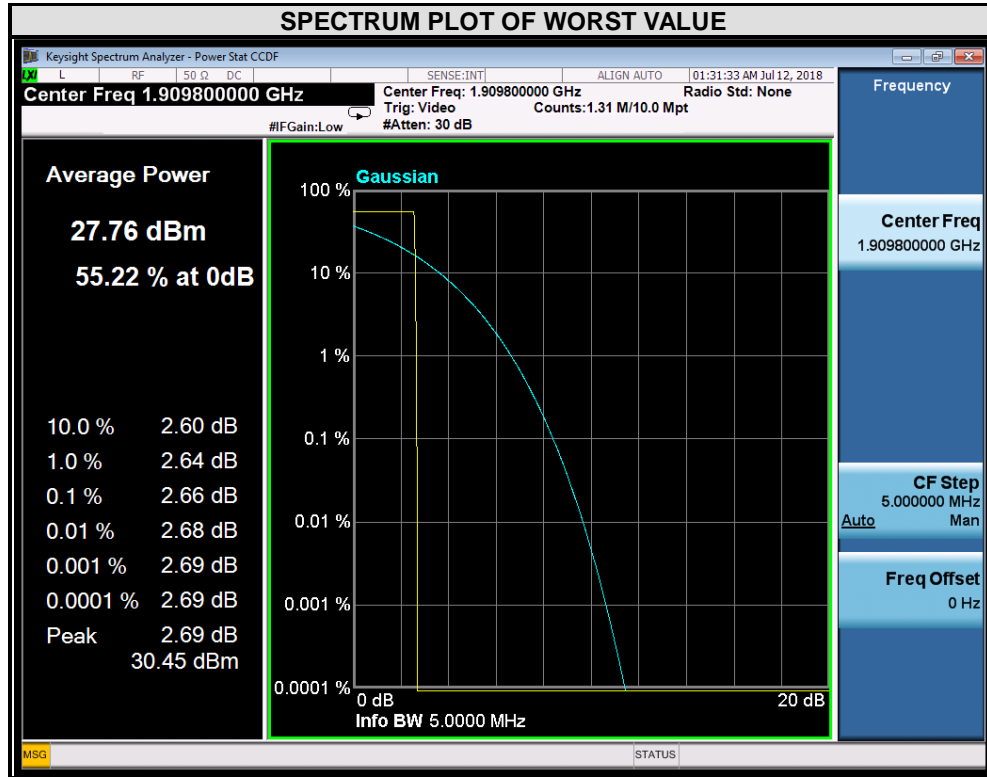 SPECTRUM PLOT OF WORST VALUE
Keysight Spectrum Analyzer - Power Stat CCDF
LXI L RF 50 Ω DC SENSE:INT ALIGN AUTO 01:31:33 AM Jul 12, 2018
Center Freq 1.909800000 GHz
Center Freq: 1.909800000 GHz Radio Std: None
Trig: Video Counts:1.31 M/10.0 Mpt
#IFGain:Low #Atten: 30 dB
Average Power
27.76 dBm
55.22 % at 0dB
10.0 % 2.60 dB
1.0 % 2.64 dB
0.1 % 2.66 dB
0.01 % 2.68 dB
0.001 % 2.69 dB
0.0001 % 2.69 dB
Peak 2.69 dB
30.45 dBm
Gaussian
100 %
10 %
1 %
0.1 %
0.01 %
0.001 %
0.0001 %
0 dB 20 dB
Info BW 5.0000 MHz
Frequency
Center Freq
1.909800000 GHz
CF Step
5.000000 MHz
Auto Man
Freq Offset
0 Hz
MSG STATUS